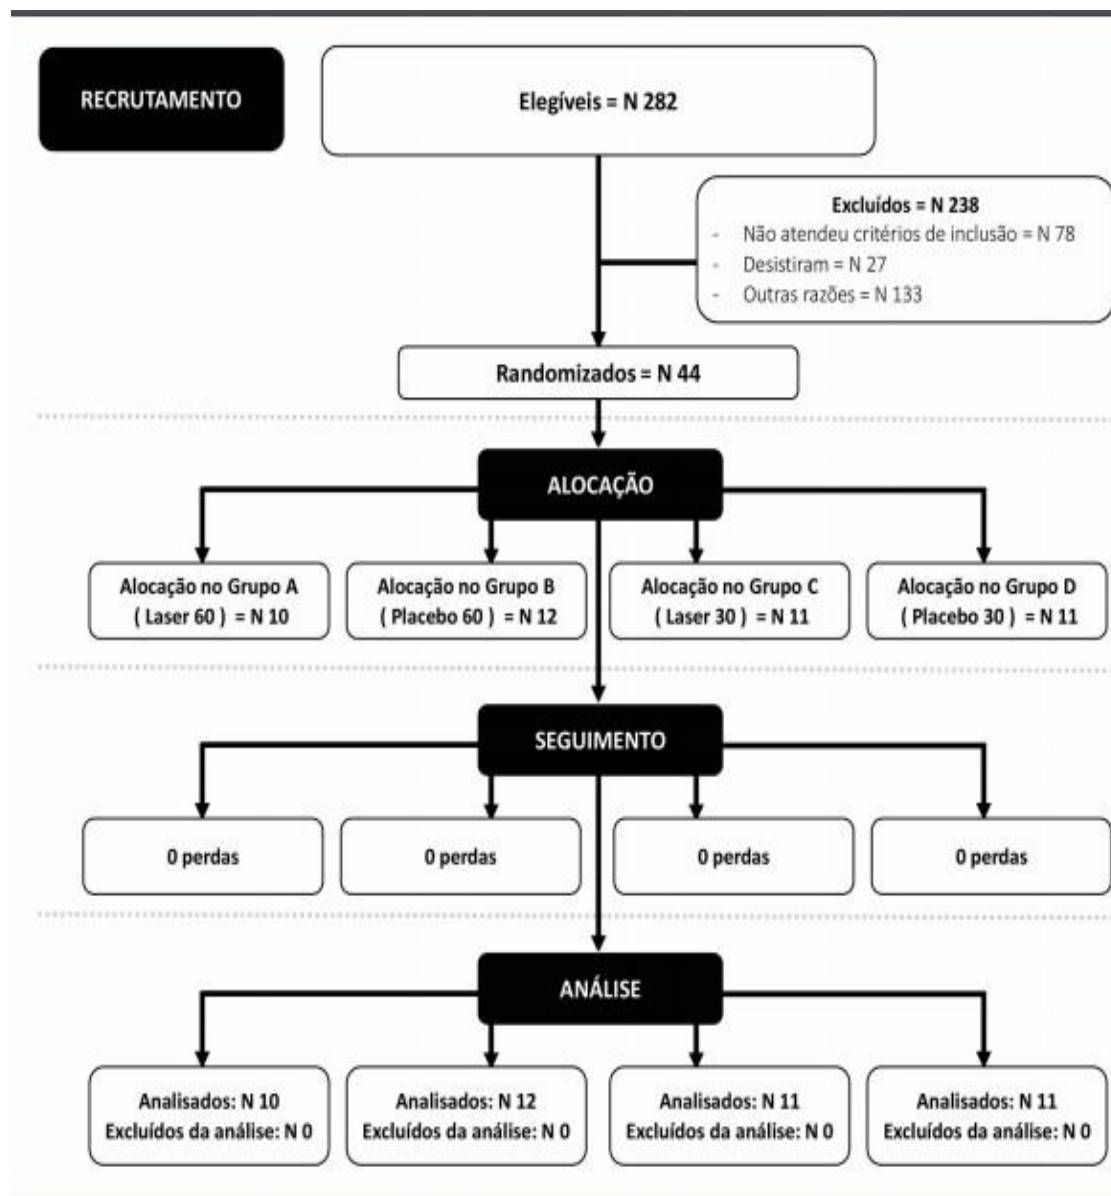 RECRUTAMENTO
Elegíveis = N 282
Excluídos = N 238
- Não atendeu critérios de inclusão = N 78
- Desistiram = N 27
- Outras razões = N 133
Randomizados = N 44
ALOCAÇÃO
Alocação no Grupo A
( Laser 60 ) = N 10
Alocação no Grupo B
( Placebo 60 ) = N 12
Alocação no Grupo C
( Laser 30 ) = N 11
Alocação no Grupo D
( Placebo 30 ) = N 11
SEGUIMENTO
0 perdas
0 perdas
0 perdas
0 perdas
ANÁLISE
Analisados: N 10
Excluídos da análise: N 0
Analisados: N 12
Excluídos da análise: N 0
Analisados: N 11
Excluídos da análise: N 0
Analisados: N 11
Excluídos da análise: N 0